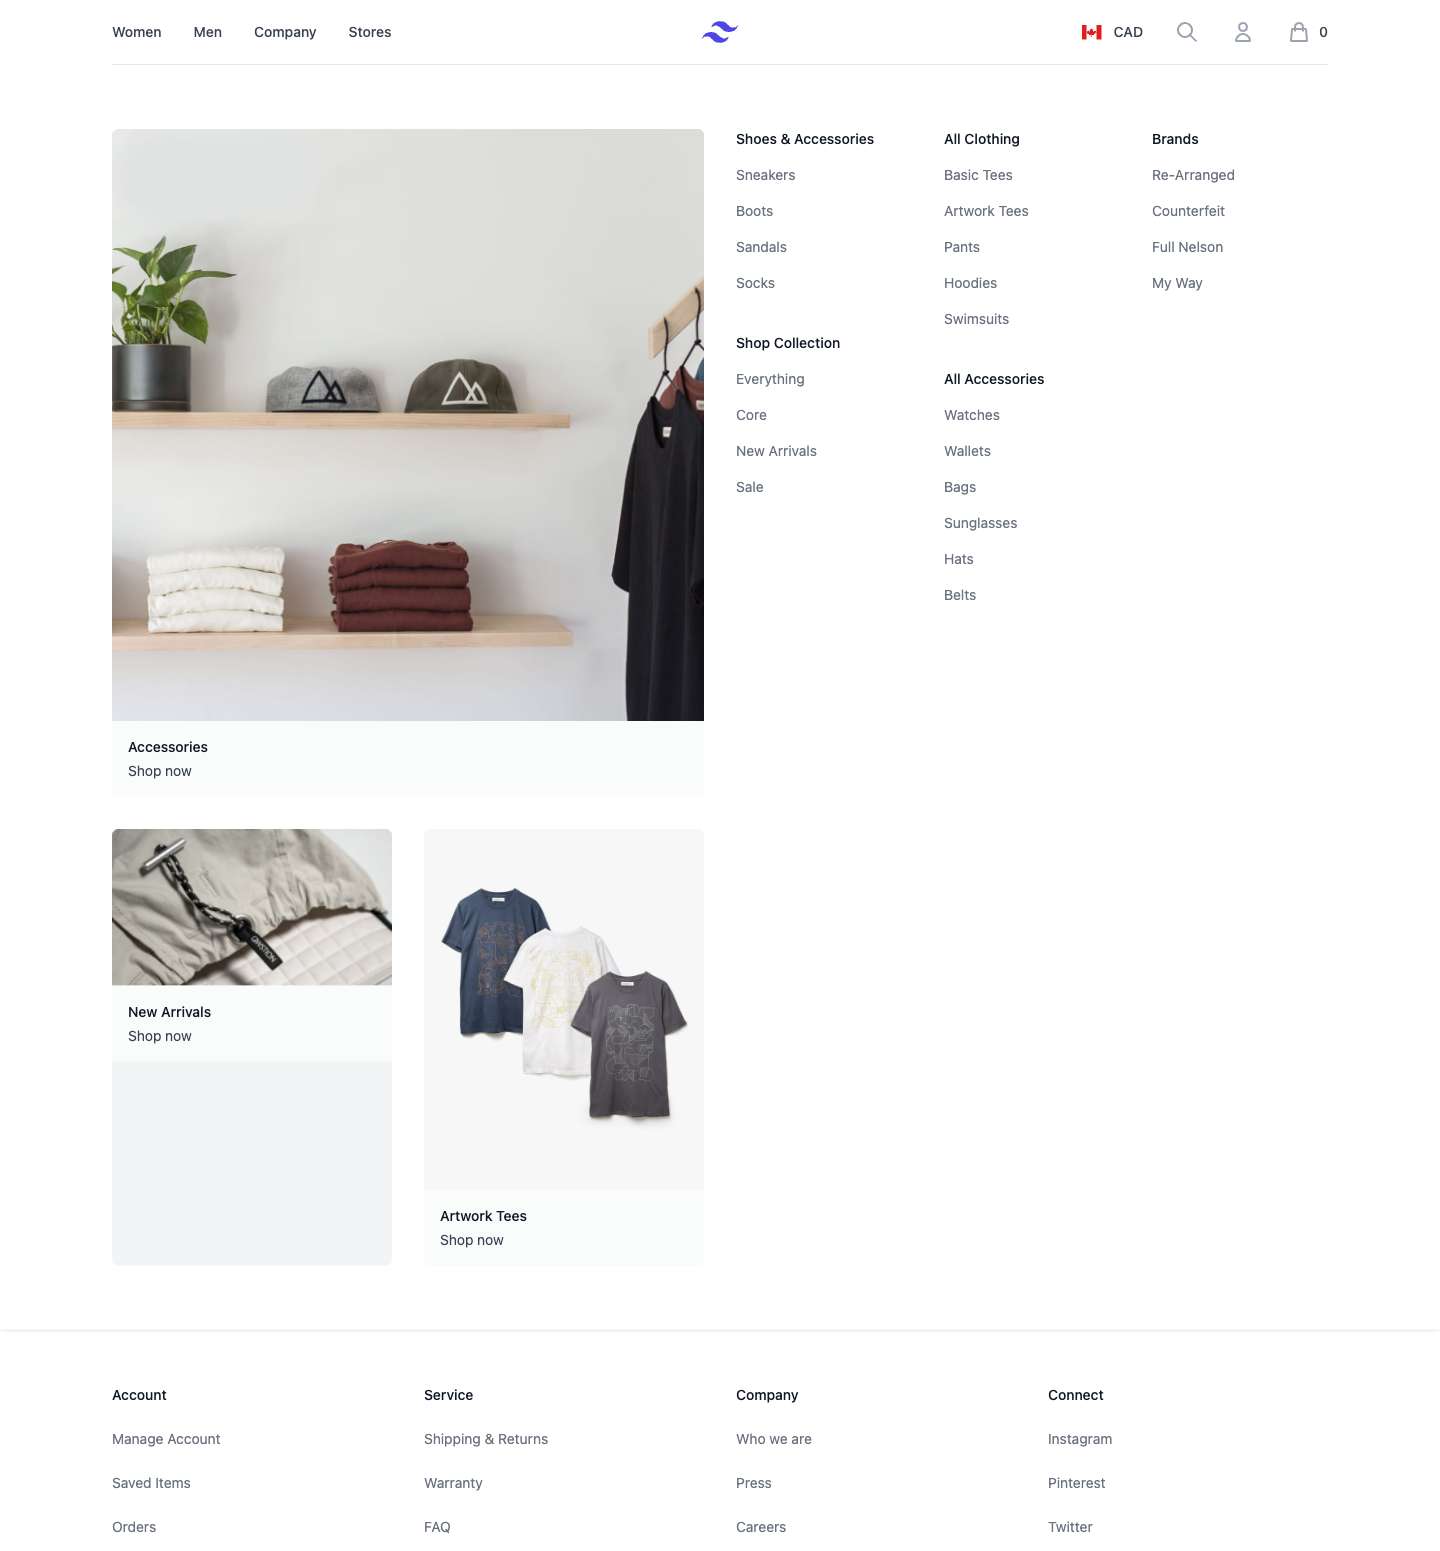 Women
Men
Company
Stores
CAD
0
Accessories
Shop now
New Arrivals
Shop now
Artwork Tees
Shop now
Shoes & Accessories
Sneakers
Boots
Sandals
Socks
Shop Collection
Everything
Core
New Arrivals
Sale
All Clothing
Basic Tees
Artwork Tees
Pants
Hoodies
Swimsuits
All Accessories
Watches
Wallets
Bags
Sunglasses
Hats
Belts
Brands
Re-Arranged
Counterfeit
Full Nelson
My Way
Account
Manage Account
Saved Items
Orders
Service
Shipping & Returns
Warranty
FAQ
Company
Who we are
Press
Careers
Connect
Instagram
Pinterest
Twitter